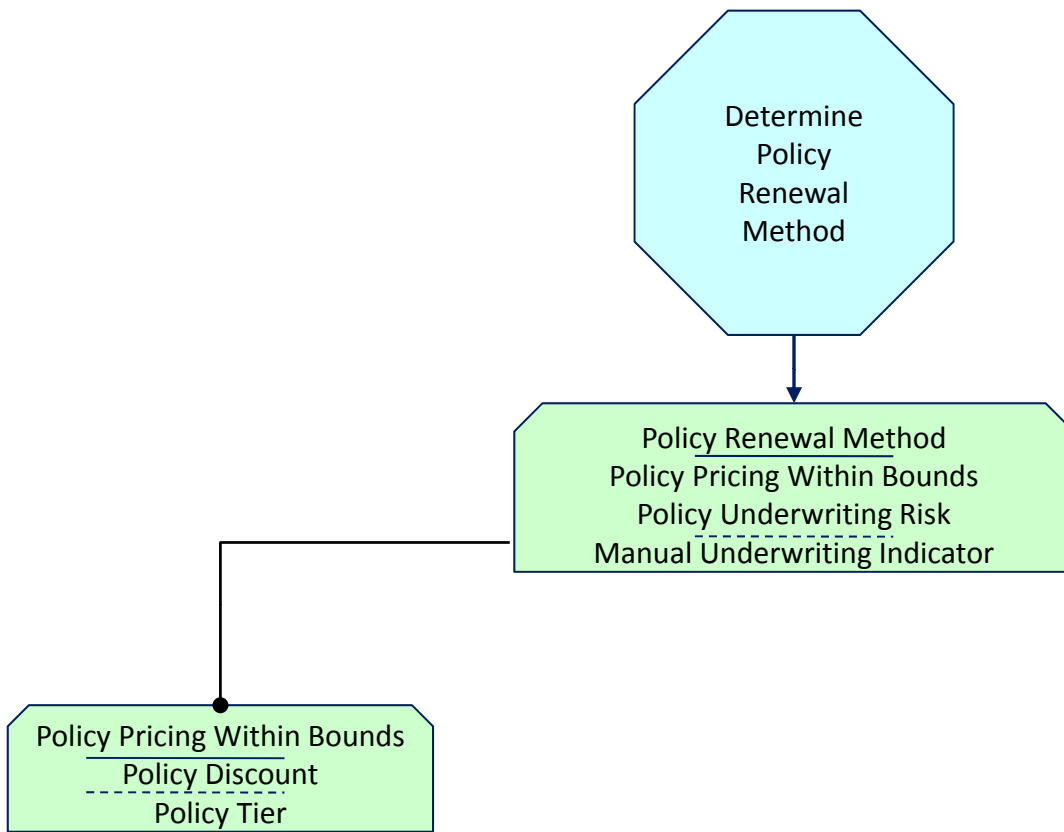 Determine
Policy
Renewal
Method
Policy Renewal Method
Policy Pricing Within Bounds
Policy Underwriting Risk
Manual Underwriting Indicator
Policy Pricing Within Bounds
Policy Discount
Policy Tier